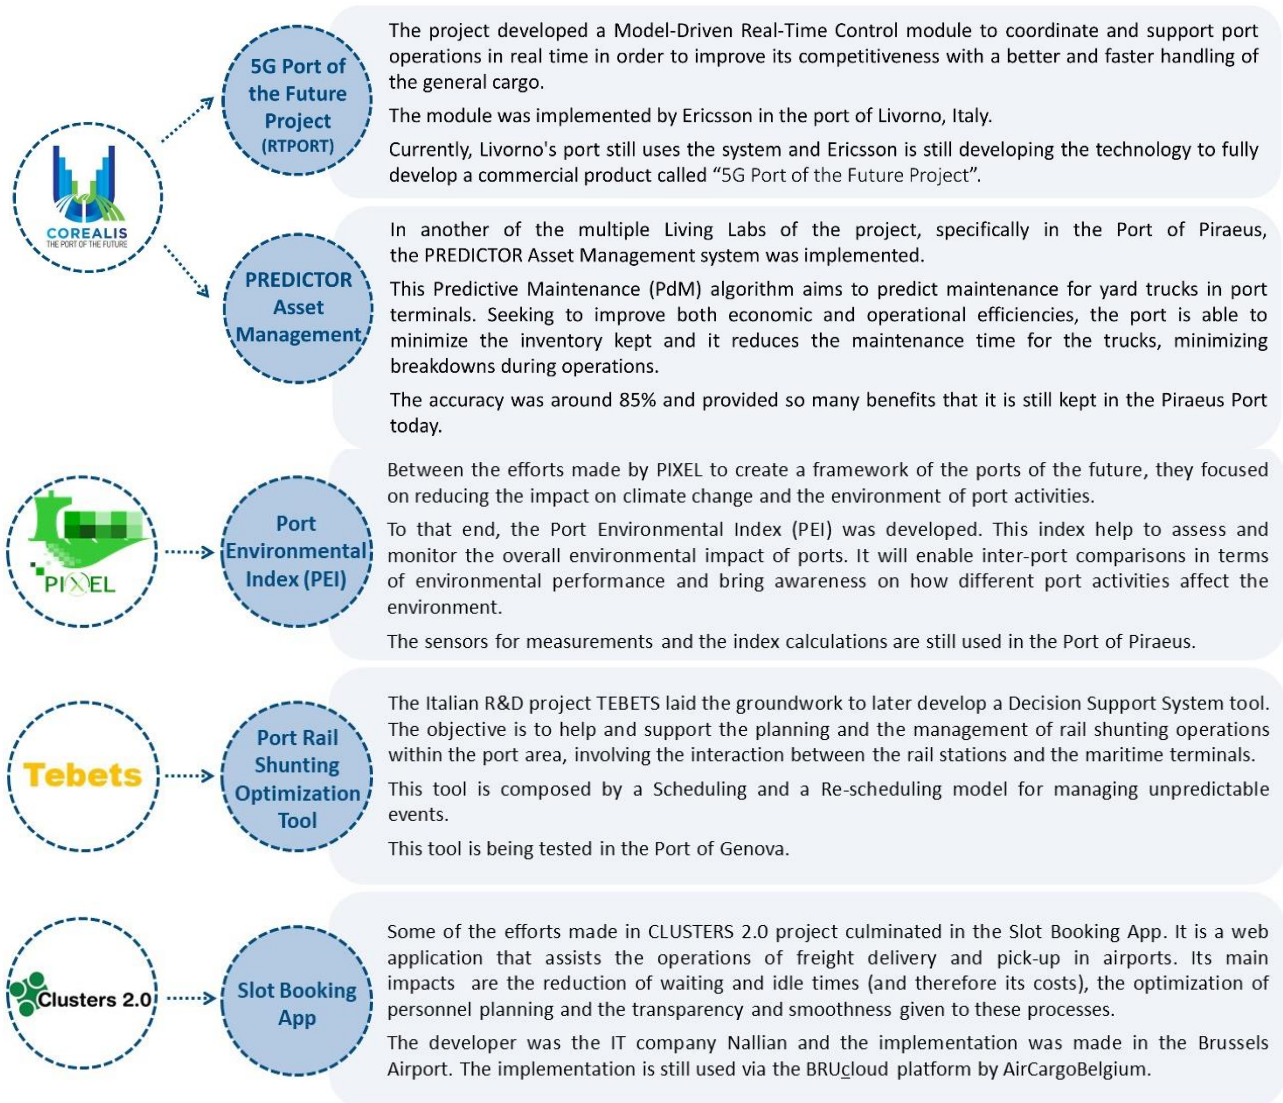 COREALIS
THE PORT OF THE FUTURE
5G Port of
the Future
Project
(RTPORT)
The project developed a Model-Driven Real-Time Control module to coordinate and support port
operations in real time in order to improve its competitiveness with a better and faster handling of
the general cargo.
The module was implemented by Ericsson in the port of Livorno, Italy.
Currently, Livorno's port still uses the system and Ericsson is still developing the technology to fully
develop a commercial product called “5G Port of the Future Project”.
PREDICTOR
Asset
Management
In another of the multiple Living Labs of the project, specifically in the Port of Piraeus,
the PREDICTOR Asset Management system was implemented.
This Predictive Maintenance (PdM) algorithm aims to predict maintenance for yard trucks in port
terminals. Seeking to improve both economic and operational efficiencies, the port is able to
minimize the inventory kept and it reduces the maintenance time for the trucks, minimizing
breakdowns during operations.
The accuracy was around 85% and provided so many benefits that it is still kept in the Piraeus Port
today.
PIXEL
Port
Environmental
Index (PEI)
Between the efforts made by PIXEL to create a framework of the ports of the future, they focused
on reducing the impact on climate change and the environment of port activities.
To that end, the Port Environmental Index (PEI) was developed. This index help to assess and
monitor the overall environmental impact of ports. It will enable inter-port comparisons in terms
of environmental performance and bring awareness on how different port activities affect the
environment.
The sensors for measurements and the index calculations are still used in the Port of Piraeus.
Tebets
Port Rail
Shunting
Optimization
Tool
The Italian R&D project TEBETS laid the groundwork to later develop a Decision Support System tool.
The objective is to help and support the planning and the management of rail shunting operations
within the port area, involving the interaction between the rail stations and the maritime terminals.
This tool is composed by a Scheduling and a Re-scheduling model for managing unpredictable
events.
This tool is being tested in the Port of Genova.
Clusters 2.0
Slot Booking
App
Some of the efforts made in CLUSTERS 2.0 project culminated in the Slot Booking App. It is a web
application that assists the operations of freight delivery and pick-up in airports. Its main
impacts are the reduction of waiting and idle times (and therefore its costs), the optimization of
personnel planning and the transparency and smoothness given to these processes.
The developer was the IT company Nallian and the implementation was made in the Brussels
Airport. The implementation is still used via the BRUcloud platform by AirCargoBelgium.